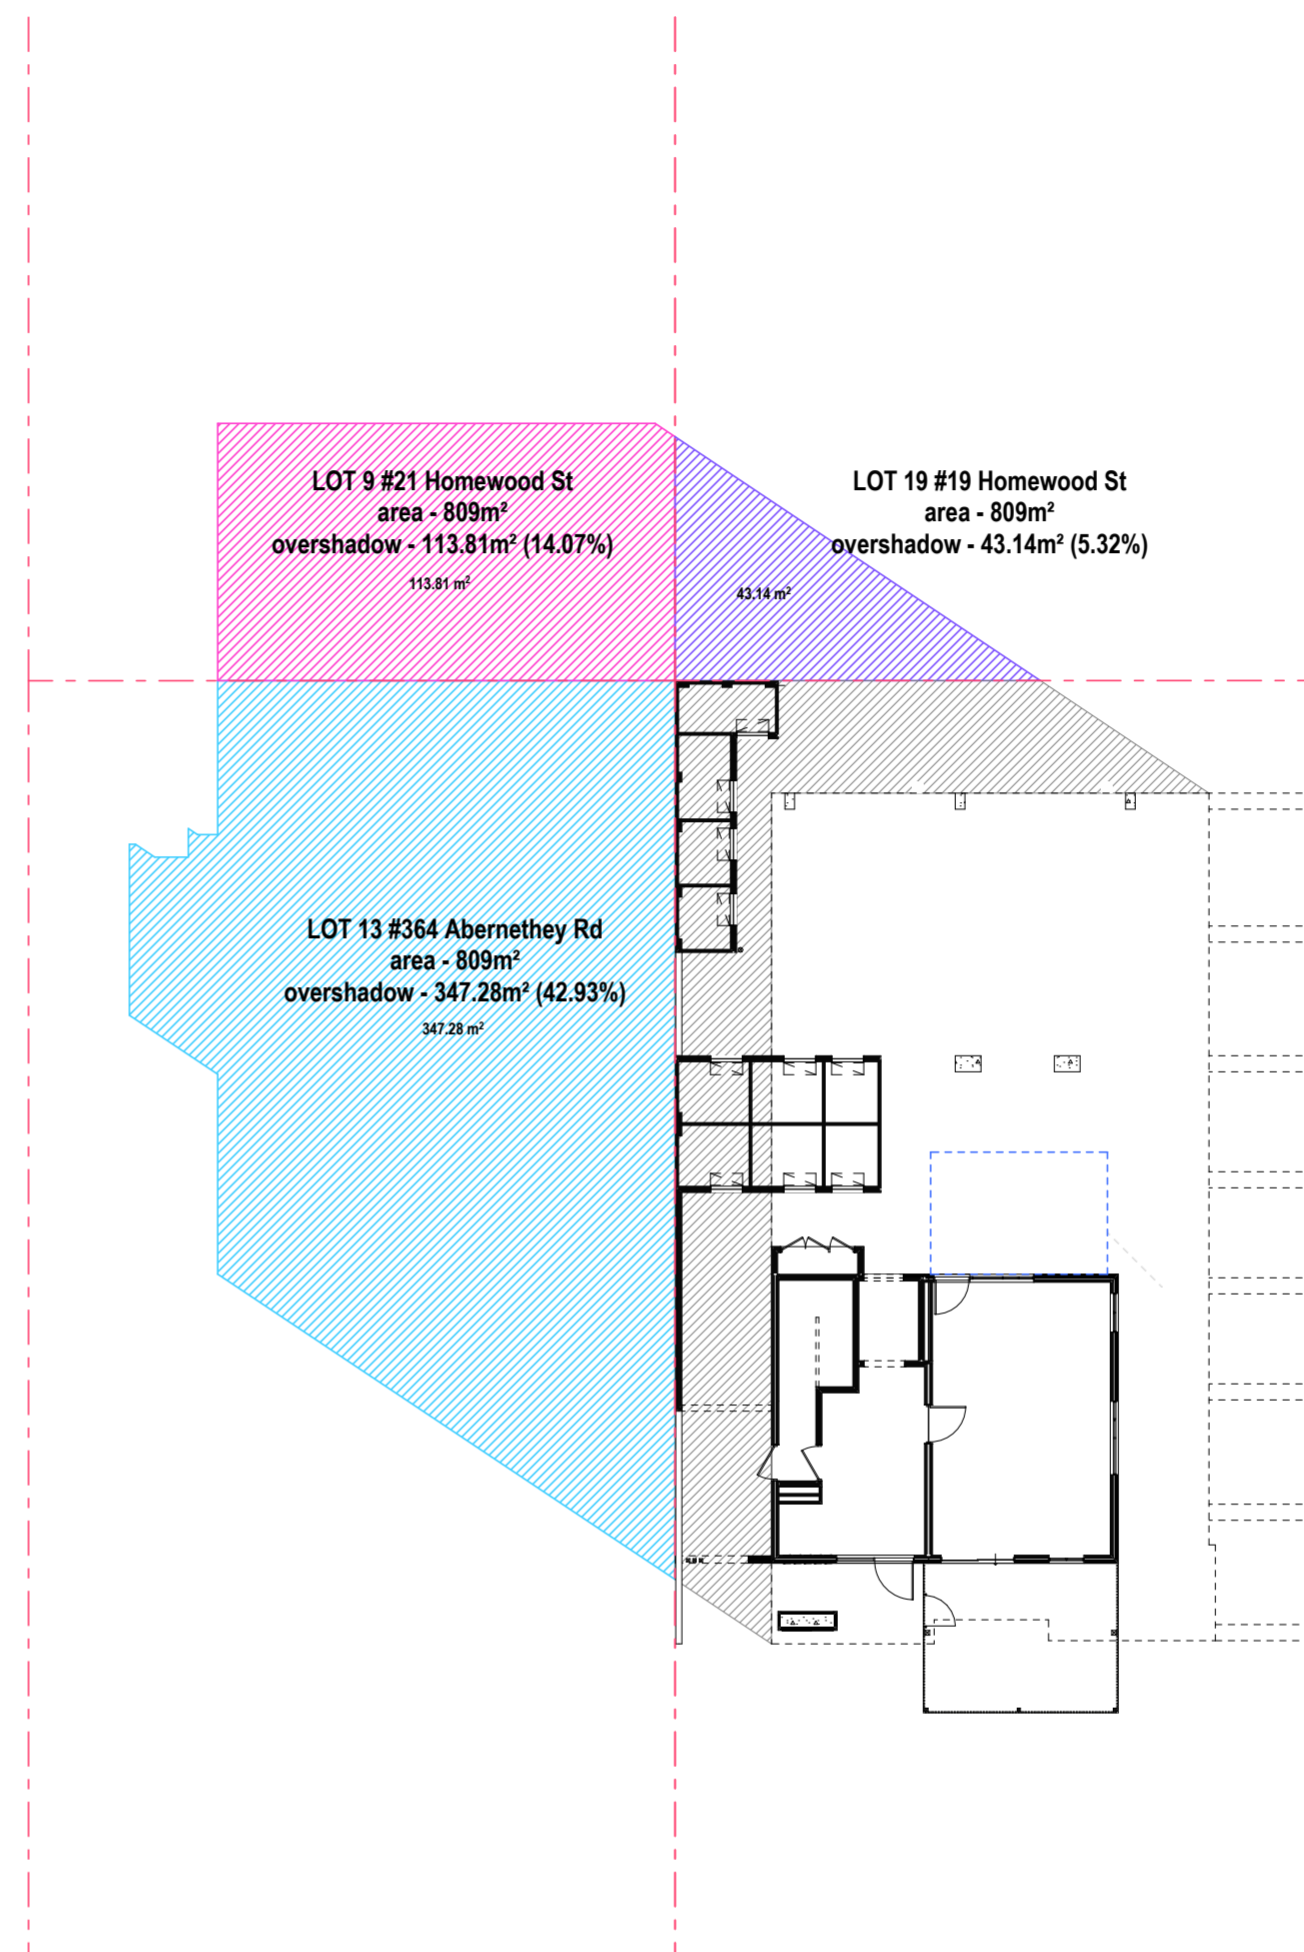 LOT 9 #21 Homewood St
area - 809m²
overshadow - 113.81m² (14.07%)
113.81 m²
LOT 19 #19 Homewood St
area - 809m²
overshadow - 43.14m² (5.32%)
43.14 m²
LOT 13 #364 Abernethey Rd
area - 809m²
overshadow - 347.28m² (42.93%)
347.28 m²